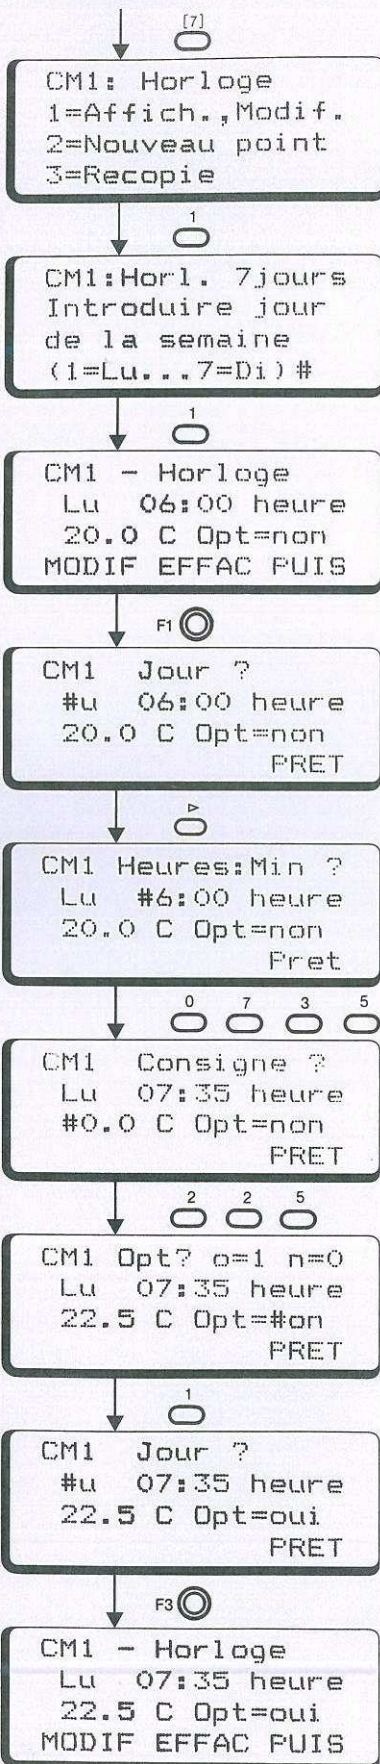 [7]
CM1: Horloge
1=Affich.,Modif.
2=Nouveau point
3=Recopie
1
CM1:Horl. 7jours
Introduire jour
de la semaine
(1=Lu...7=Di)#
1
CM1 - Horloge
Lu 06:00 heure
20.0 C Opt=non
MODIF EFFAC PUIS
F1
CM1 Jour ?
#u 06:00 heure
20.0 C Opt=non
PRET
CM1 Heures:Min ?
Lu #6:00 heure
20.0 C Opt=non
Pret
0 7 3 5
CM1 Consigne ?
Lu 07:35 heure
#0.0 C Opt=non
PRET
2 2 5
CM1 Opt? o=1 n=0
Lu 07:35 heure
22.5 C Opt=#on
PRET
1
CM1 Jour ?
#u 07:35 heure
22.5 C Opt=oui
PRET
F3
CM1 - Horloge
Lu 07:35 heure
22.5 C Opt=oui
MODIF EFFAC PUIS